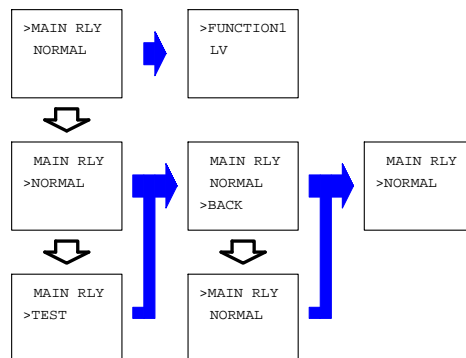 >MAIN RLY
NORMAL
>FUNCTION1
LV
MAIN RLY
>NORMAL
MAIN RLY
NORMAL
>BACK
MAIN RLY
>NORMAL
MAIN RLY
>TEST
>MAIN RLY
NORMAL